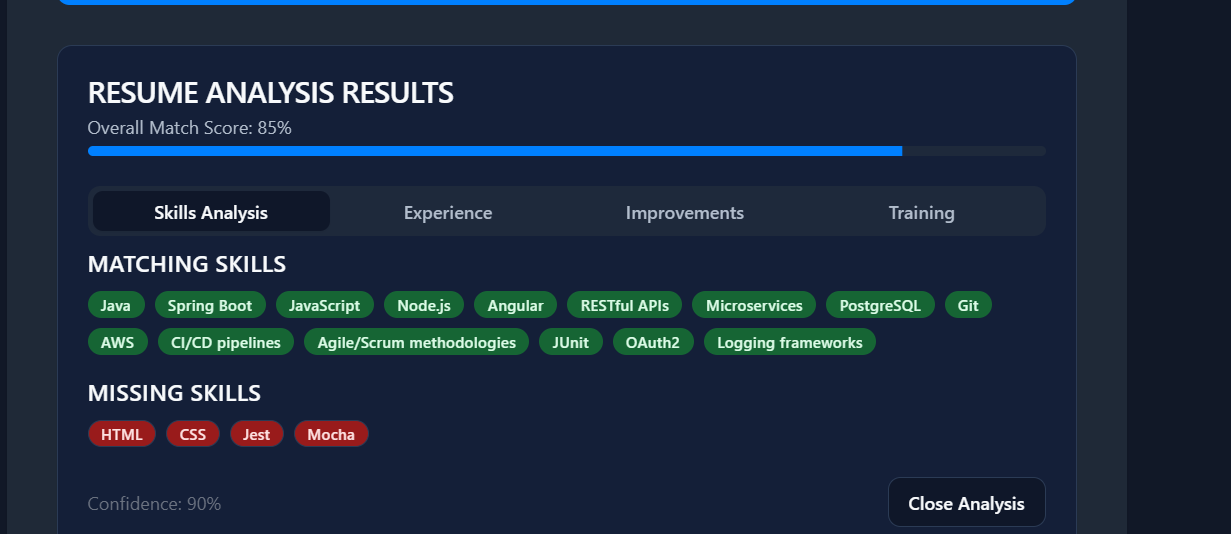 RESUME ANALYSIS RESULTS
Overall Match Score: 85%
Skills Analysis Experience Improvements Training
MATCHING SKILLS
Java Spring Boot JavaScript Node.js Angular RESTful APIs Microservices PostgreSQL Git
AWS CI/CD pipelines Agile/Scrum methodologies JUnit OAuth2 Logging frameworks
MISSING SKILLS
HTML CSS Jest Mocha
Confidence: 90% Close Analysis